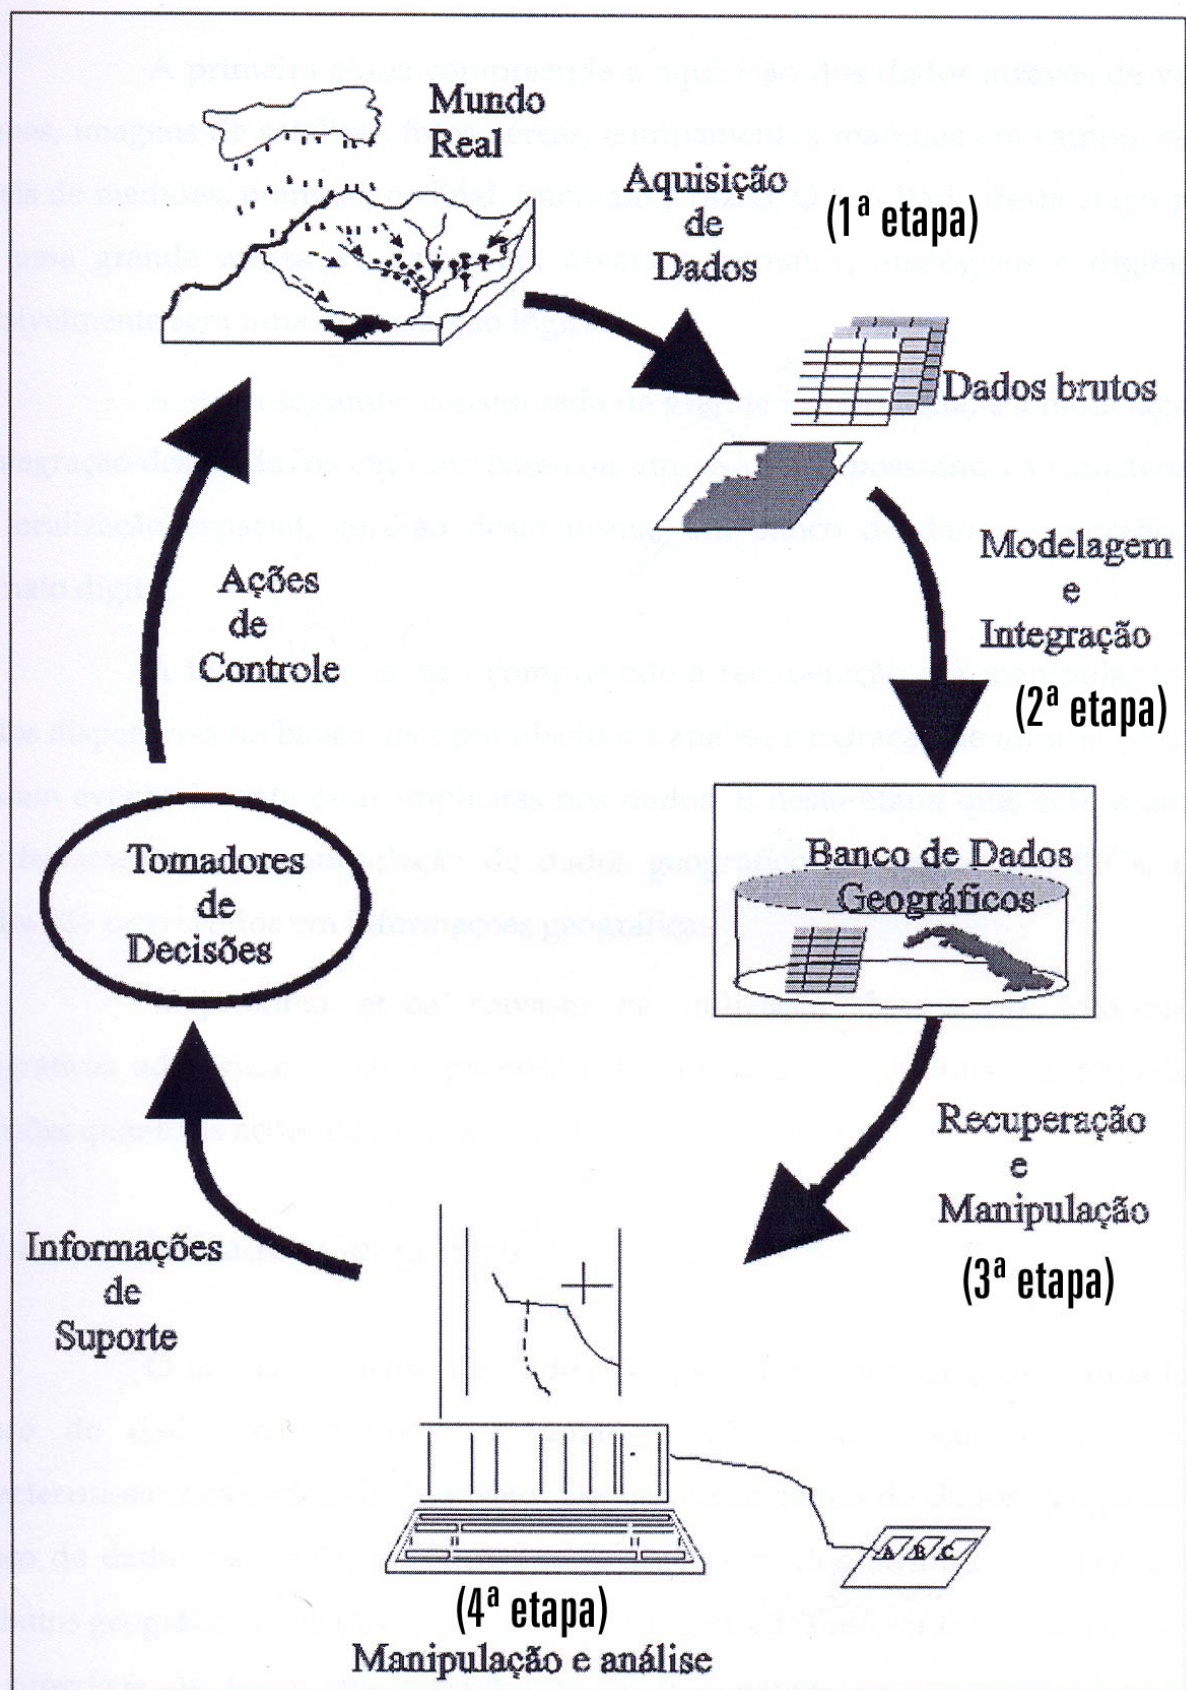 Mundo
Real
Aquisição
de
Dados
(1ª etapa)
Dados brutos
Modelagem
e
Integração
(2ª etapa)
Banco de Dados
Geográficos
Recuperação
e
Manipulação
(3ª etapa)
A B C
(4ª etapa)
Manipulação e análise
Informações
de
Suporte
Tomadores
de
Decisões
Ações
de
Controle